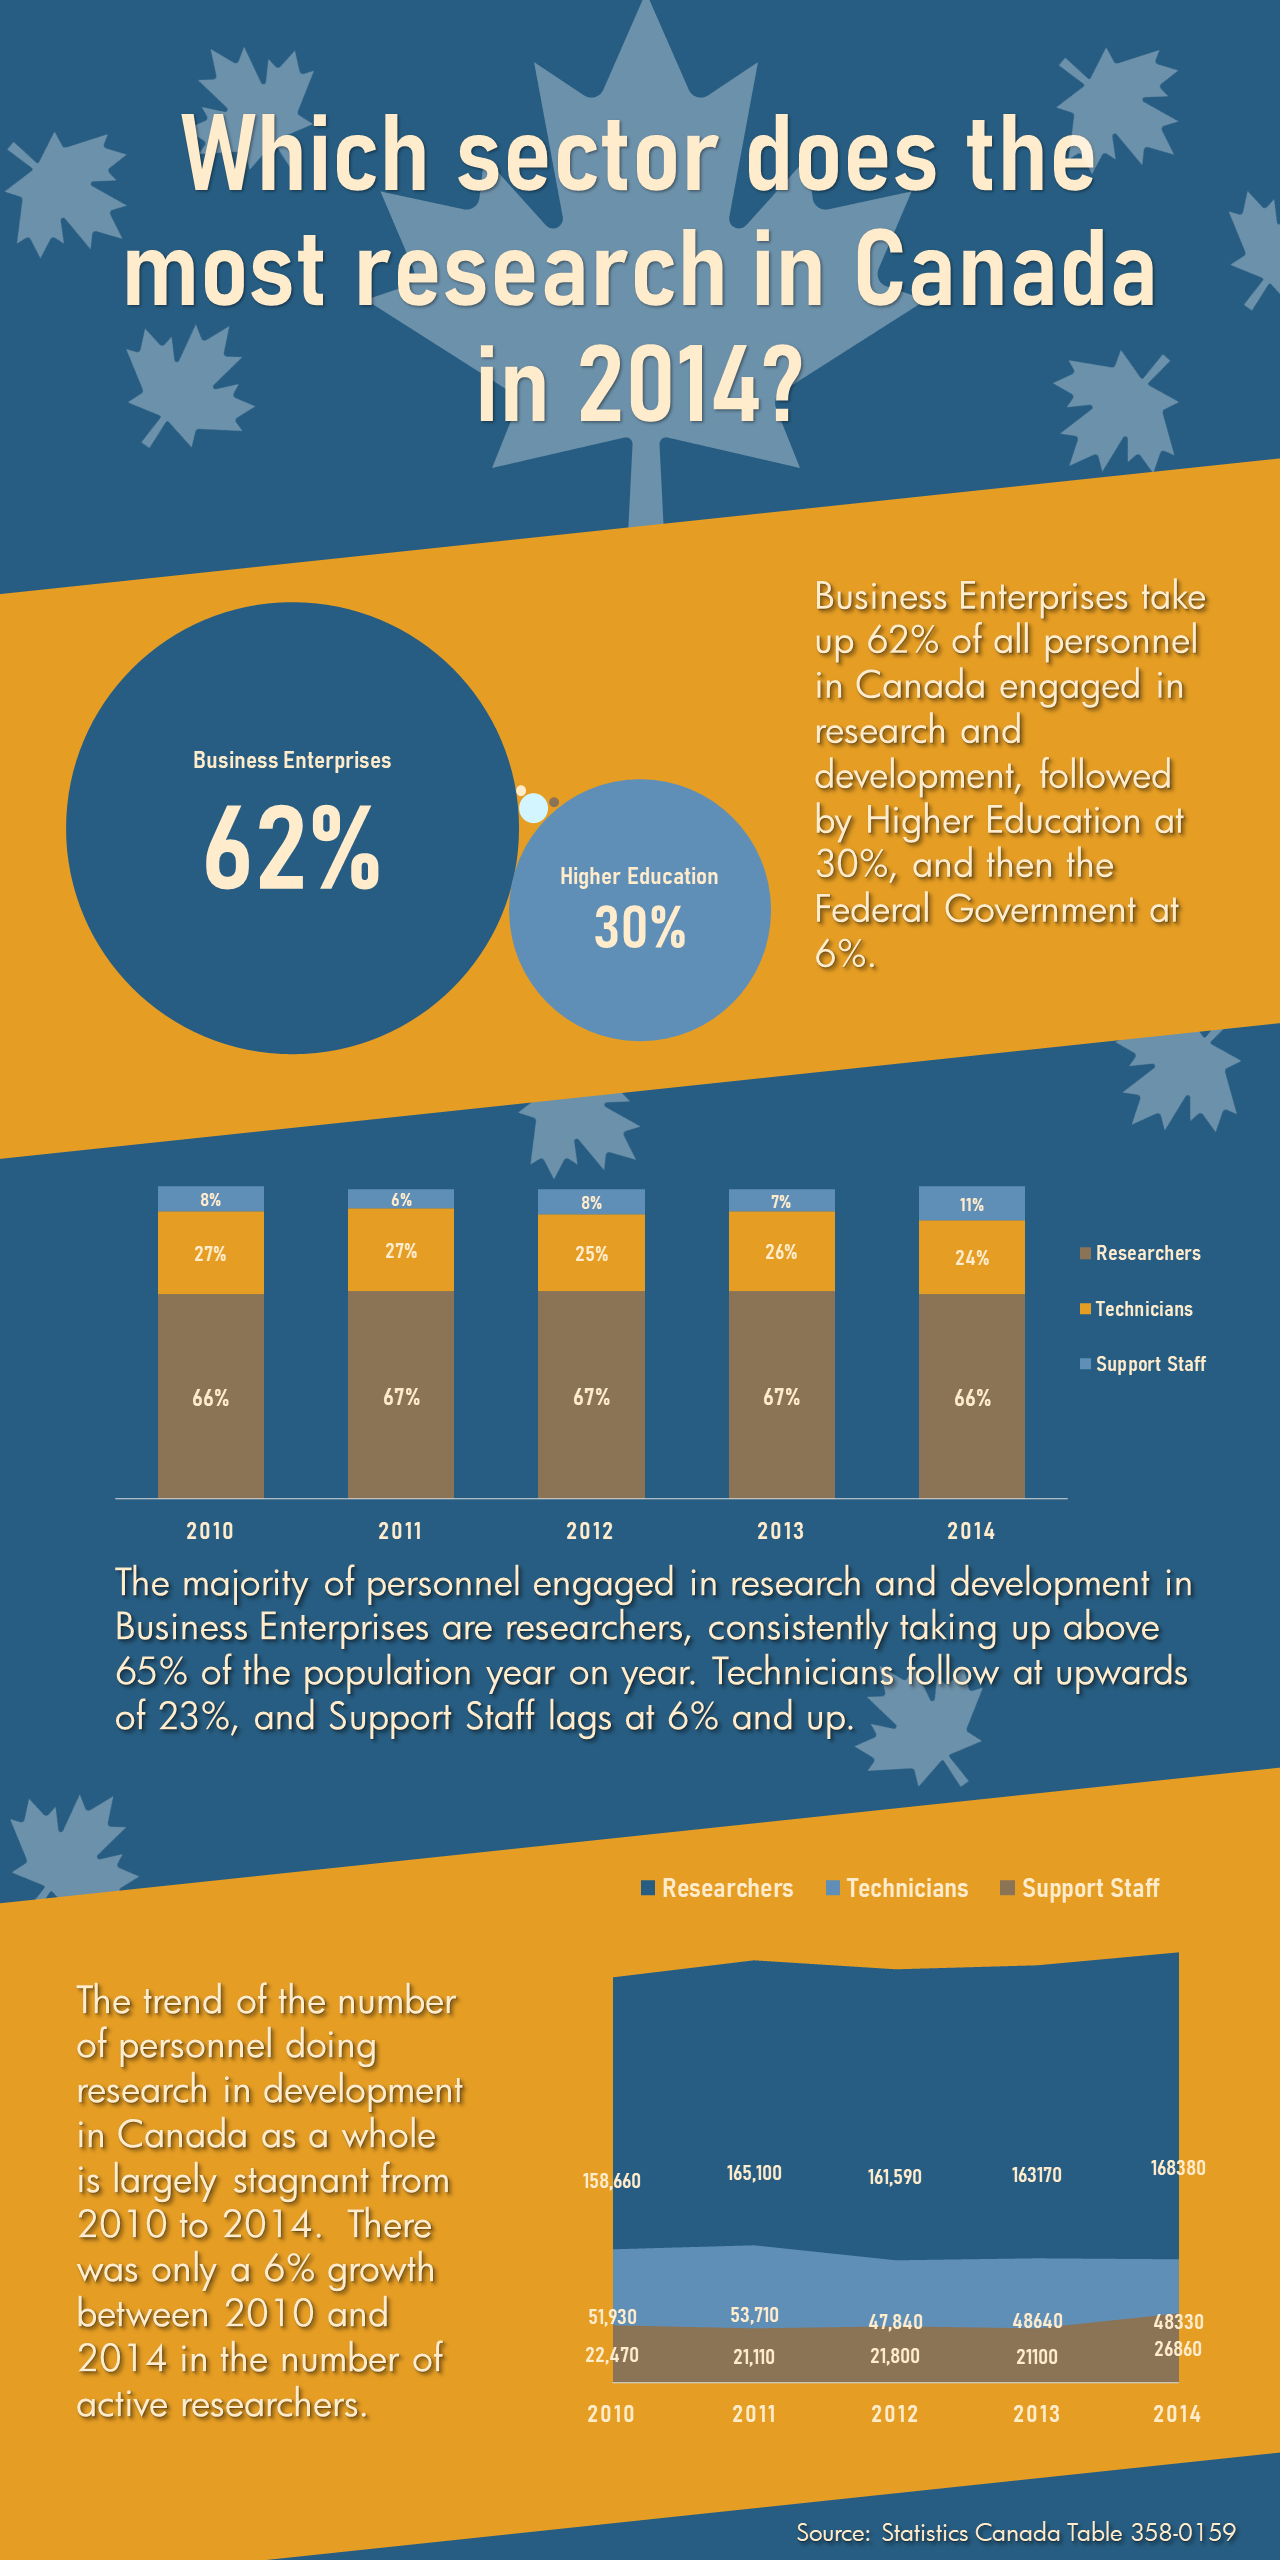 Which sector does the
most research in Canada
in 2014?
Business Enterprises take
up 62% of all personnel
in Canada engaged in
research and
development, followed
by Higher Education at
30%, and then the
Federal Government at
6%.
Business Enterprises
62%
Higher Education
30%
8% 6% 8% 7% 11%
27% 27% 25% 26% 24%
66% 67% 67% 67% 66%
2010 2011 2012 2013 2014
Researchers
Technicians
Support Staff
The majority of personnel engaged in research and development in
Business Enterprises are researchers, consistently taking up above
65% of the population year on year. Technicians follow at upwards
of 23%, and Support Staff lags at 6% and up.
Researchers Technicians Support Staff
The trend of the number
of personnel doing
research in development
in Canada as a whole
is largely stagnant from
2010 to 2014. There
was only a 6% growth
between 2010 and
2014 in the number of
active researchers.
158,660 165,100 161,590 163170 168380
51,930 53,710 47,840 48640 48330
22,470 21,110 21,800 21100 26860
2010 2011 2012 2013 2014
Source: Statistics Canada Table 358-0159